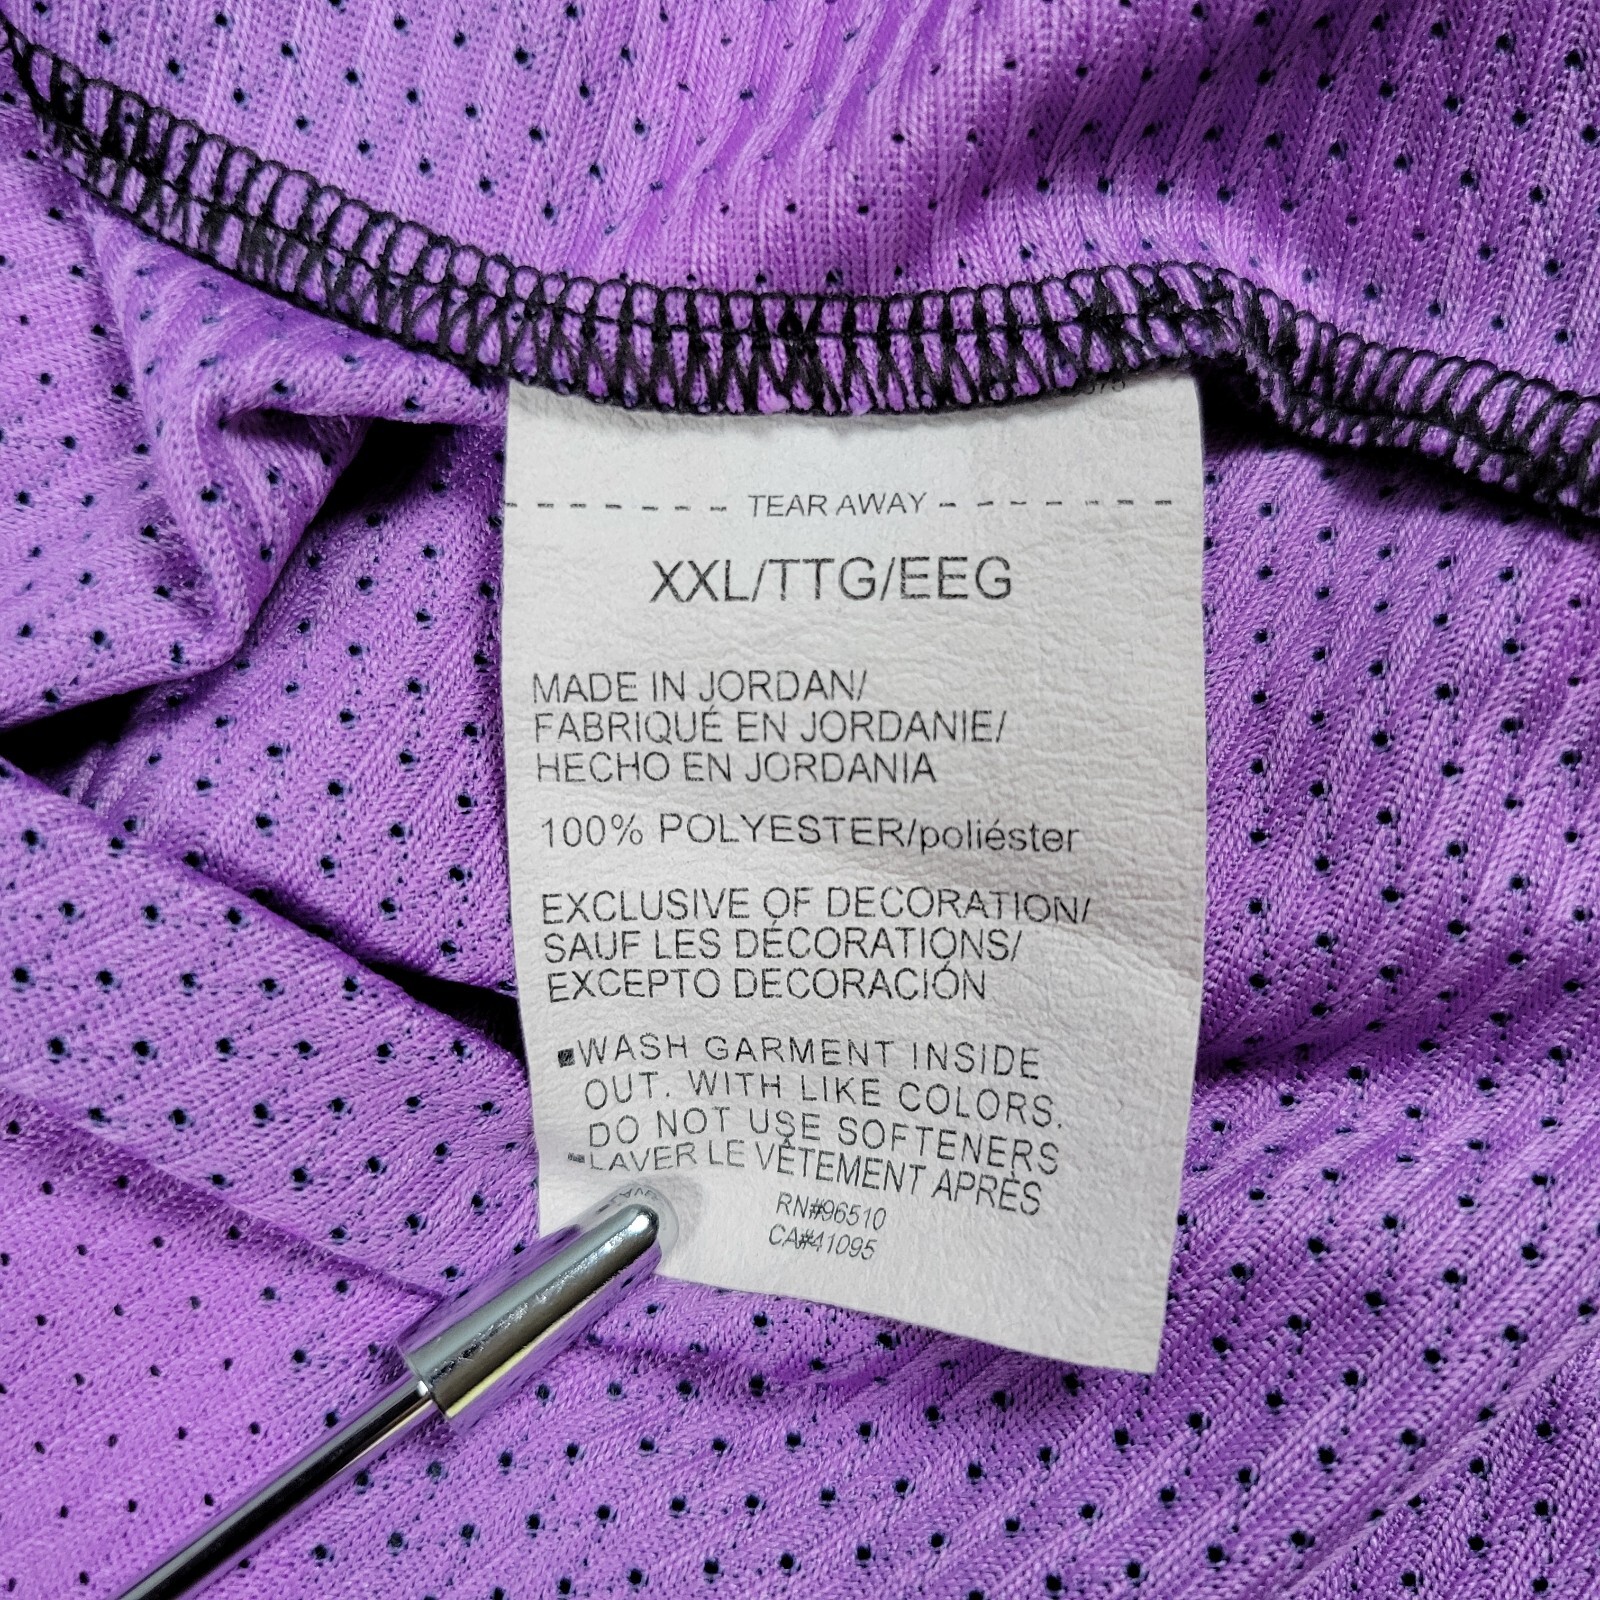 TEAR AWAY
XXL/TTG/EEG
MADE IN JORDAN/
FABRIQUÉ EN JORDANIE/
HECHO EN JORDANIA
100% POLYESTER/poliéster
EXCLUSIVE OF DECORATION/
SAUF LES DÉCORATIONS/
EXCEPTO DECORACIÓN
▪WASH GARMENT INSIDE
OUT. WITH LIKE COLORS.
DO NOT USE SOFTENERS
▪LAVER LE VÊTEMENT APRÈS
RN#96510
CA#41095